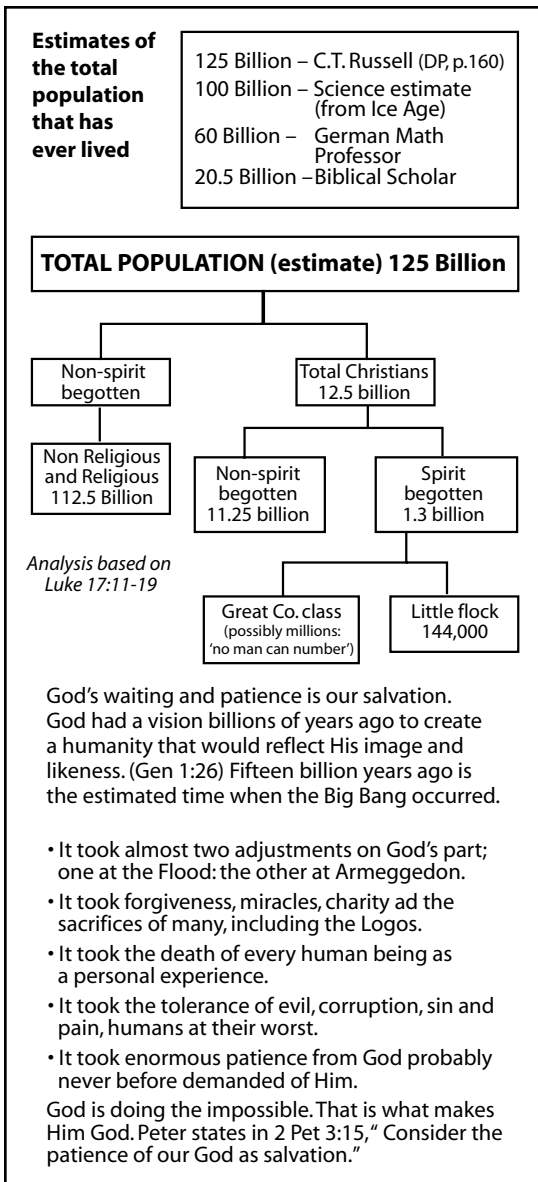 Estimates of
the total
population
that has
ever lived
125 Billion – C.T. Russell (DP, p.160)
100 Billion – Science estimate
(from Ice Age)
60 Billion – German Math
Professor
20.5 Billion – Biblical Scholar
TOTAL POPULATION (estimate) 125 Billion
Non-spirit
begotten
Total Christians
12.5 billion
Non Religious
and Religious
112.5 Billion
Non-spirit
begotten
11.25 billion
Spirit
begotten
1.3 billion
Analysis based on
Luke 17:11-19
Great Co. class
(possibly millions:
‘no man can number’)
Little flock
144,000
God’s waiting and patience is our salvation.
God had a vision billions of years ago to create
a humanity that would reflect His image and
likeness. (Gen 1:26) Fifteen billion years ago is
the estimated time when the Big Bang occurred.
• It took almost two adjustments on God’s part;
one at the Flood: the other at Armeggedon.
• It took forgiveness, miracles, charity ad the
sacrifices of many, including the Logos.
• It took the death of every human being as
a personal experience.
• It took the tolerance of evil, corruption, sin and
pain, humans at their worst.
• It took enormous patience from God probably
never before demanded of Him.
God is doing the impossible. That is what makes
Him God. Peter states in 2 Pet 3:15, “ Consider the
patience of our God as salvation.”